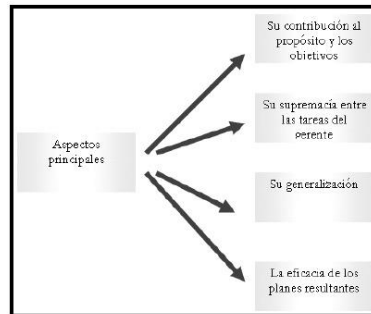 Su contribución al
propósito y los
objetivos
Su supremacía entre
las tareas del
gerente
Aspectos
principales
Su generalización
La eficacia de los
planes resultantes